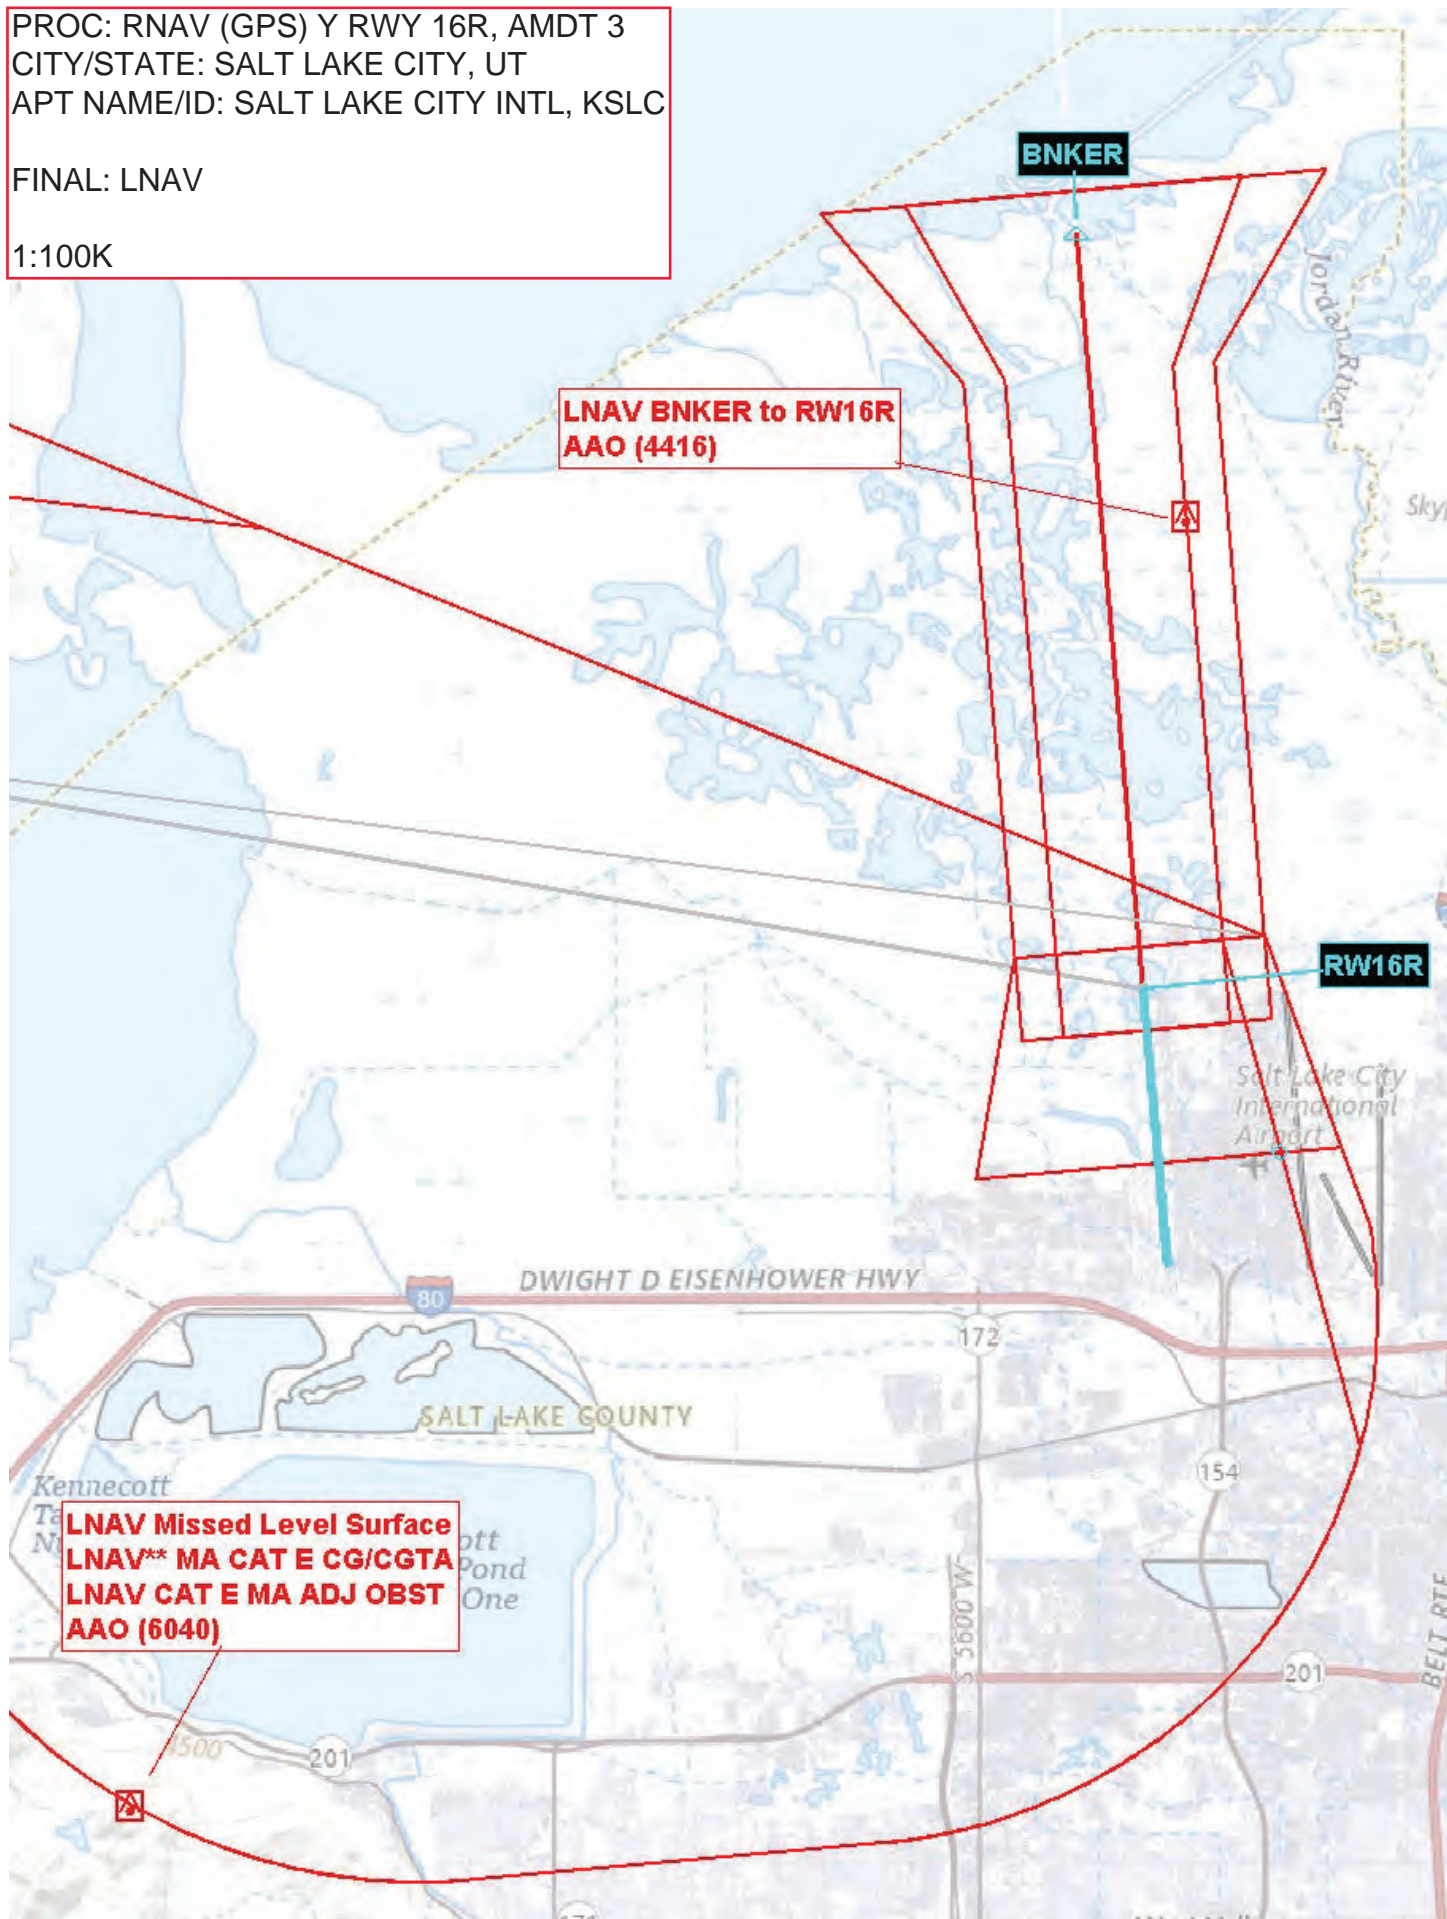 PROC: RNAV (GPS) Y RWY 16R, AMDT 3
CITY/STATE: SALT LAKE CITY, UT
APT NAME/ID: SALT LAKE CITY INTL, KSLC
FINAL: LNAV
1:100K
BNKER
Jordan River
LNAV BNKER to RW16R
AAO (4416)
RW16R
Salt Lake City
International
Airport
DWIGHT D EISENHOWER HWY
80
172
SALT LAKE COUNTY
154
Kennecott
LNAV Missed Level Surface
LNAV** MA CAT E CG/CGTA
LNAV CAT E MA ADJ OBST
AAO (6040)
Pond
One
S 5600 W
BELT RTE
201
4500
201